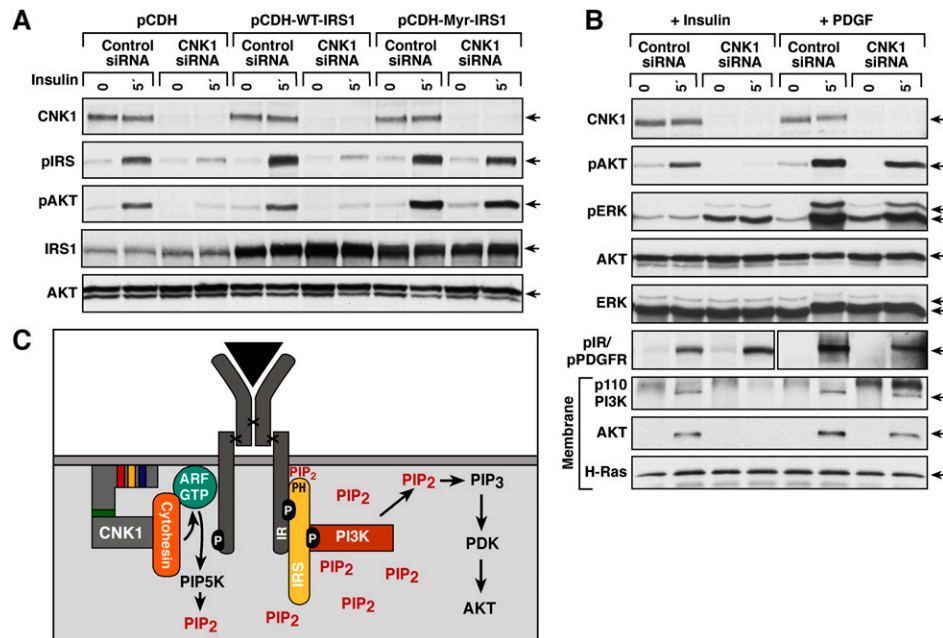 A
pCDH pCDH-WT-IRS1 pCDH-Myr-IRS1
Control siRNA CNK1 siRNA Control siRNA CNK1 siRNA Control siRNA CNK1 siRNA
Insulin 0 5´ 0 5´ 0 5´ 0 5´ 0 5´ 0 5´
CNK1
pIRS
pAKT
IRS1
AKT
B
+ Insulin + PDGF
Control siRNA CNK1 siRNA Control siRNA CNK1 siRNA
0 5´ 0 5´ 0 5´ 0 5´
CNK1
pAKT
pERK
AKT
ERK
pIR/
pPDGFR
Membrane
p110
PI3K
AKT
H-Ras
C
CNK1
Cytohesin
ARF
GTP
PIP5K
PIP2
P
IR
P
PIP2
PH
IRS
P
PI3K
PIP2
PIP2
PIP2
PIP2
PIP2
PIP2
PIP2 PIP3
PDK
AKT